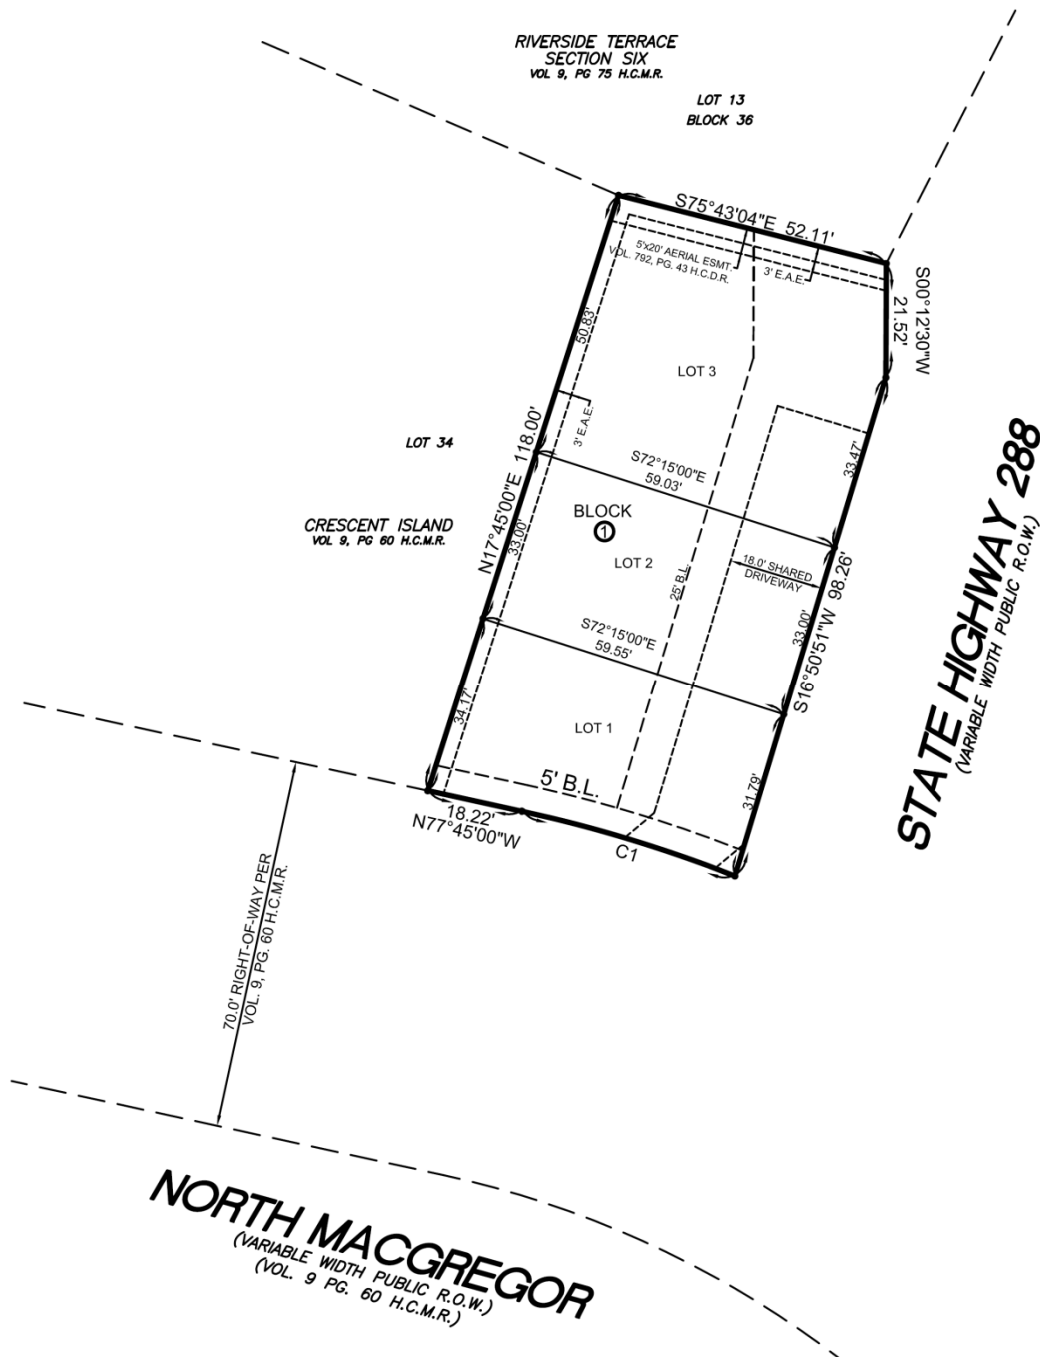 RIVERSIDE TERRACE
SECTION SIX
VOL 9, PG 75 H.C.M.R.
LOT 13
BLOCK 36
S75°43'04"E 52.11'
5'x20' AERIAL ESMT.
VOL. 792, PG. 43 H.C.D.R.
3' E.A.E.
S00°12'30"W
21.52'
50.83'
LOT 3
3' E.A.E.
LOT 34
N17°45'00"E 118.00'
33.47'
S72°15'00"E
59.03'
CRESCENT ISLAND
VOL 9, PG 60 H.C.M.R.
BLOCK
1
33.00'
LOT 2
25' B.L.
18.0' SHARED
DRIVEWAY
S16°50'51"W 98.26'
33.00'
STATE HIGHWAY 288
(VARIABLE WIDTH PUBLIC R.O.W.)
S72°15'00"E
59.55'
34.17'
LOT 1
31.79'
5' B.L.
18.22'
N77°45'00"W
C1
70.0' RIGHT-OF-WAY PER
VOL. 9, PG. 60 H.C.M.R.
NORTH MACGREGOR
(VARIABLE WIDTH PUBLIC R.O.W.)
(VOL. 9 PG. 60 H.C.M.R.)